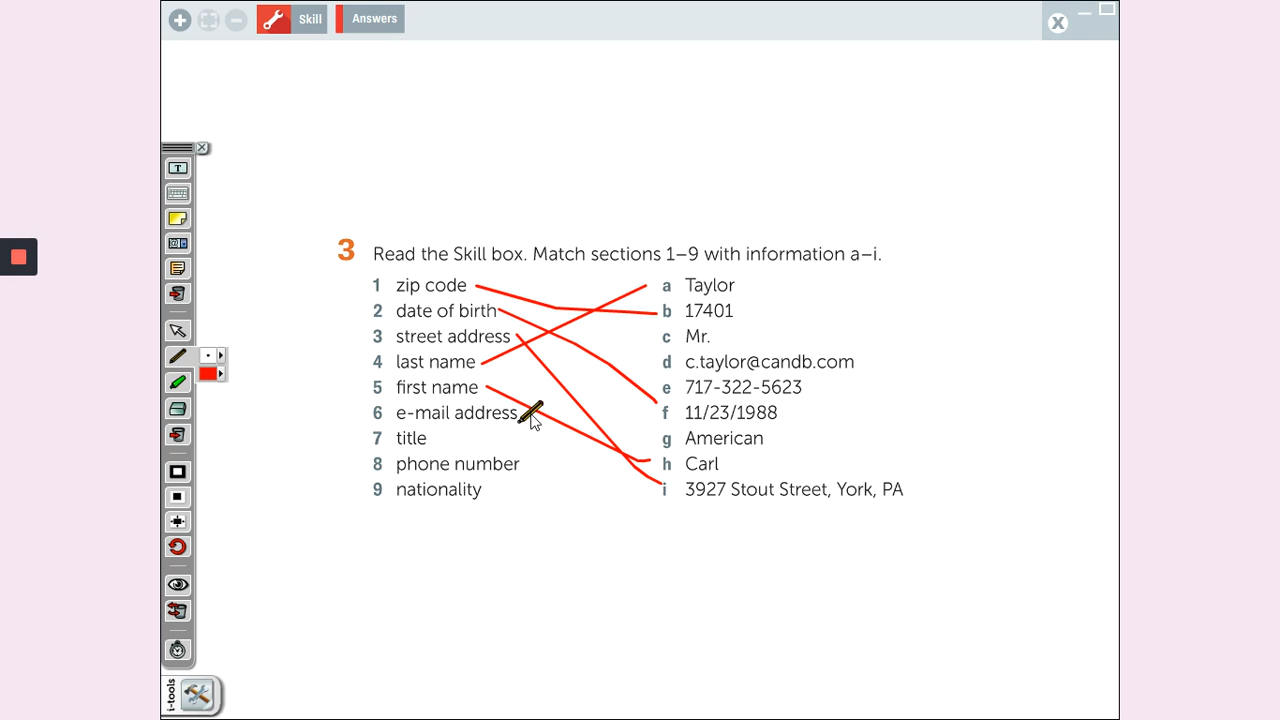 Skill Answers X
3 Read the Skill box. Match sections 1–9 with information a–i.
1 zip code a Taylor
2 date of birth b 17401
3 street address c Mr.
4 last name d c.taylor@candb.com
5 first name e 717-322-5623
6 e-mail address f 11/23/1988
7 title g American
8 phone number h Carl
9 nationality i 3927 Stout Street, York, PA
i-tools